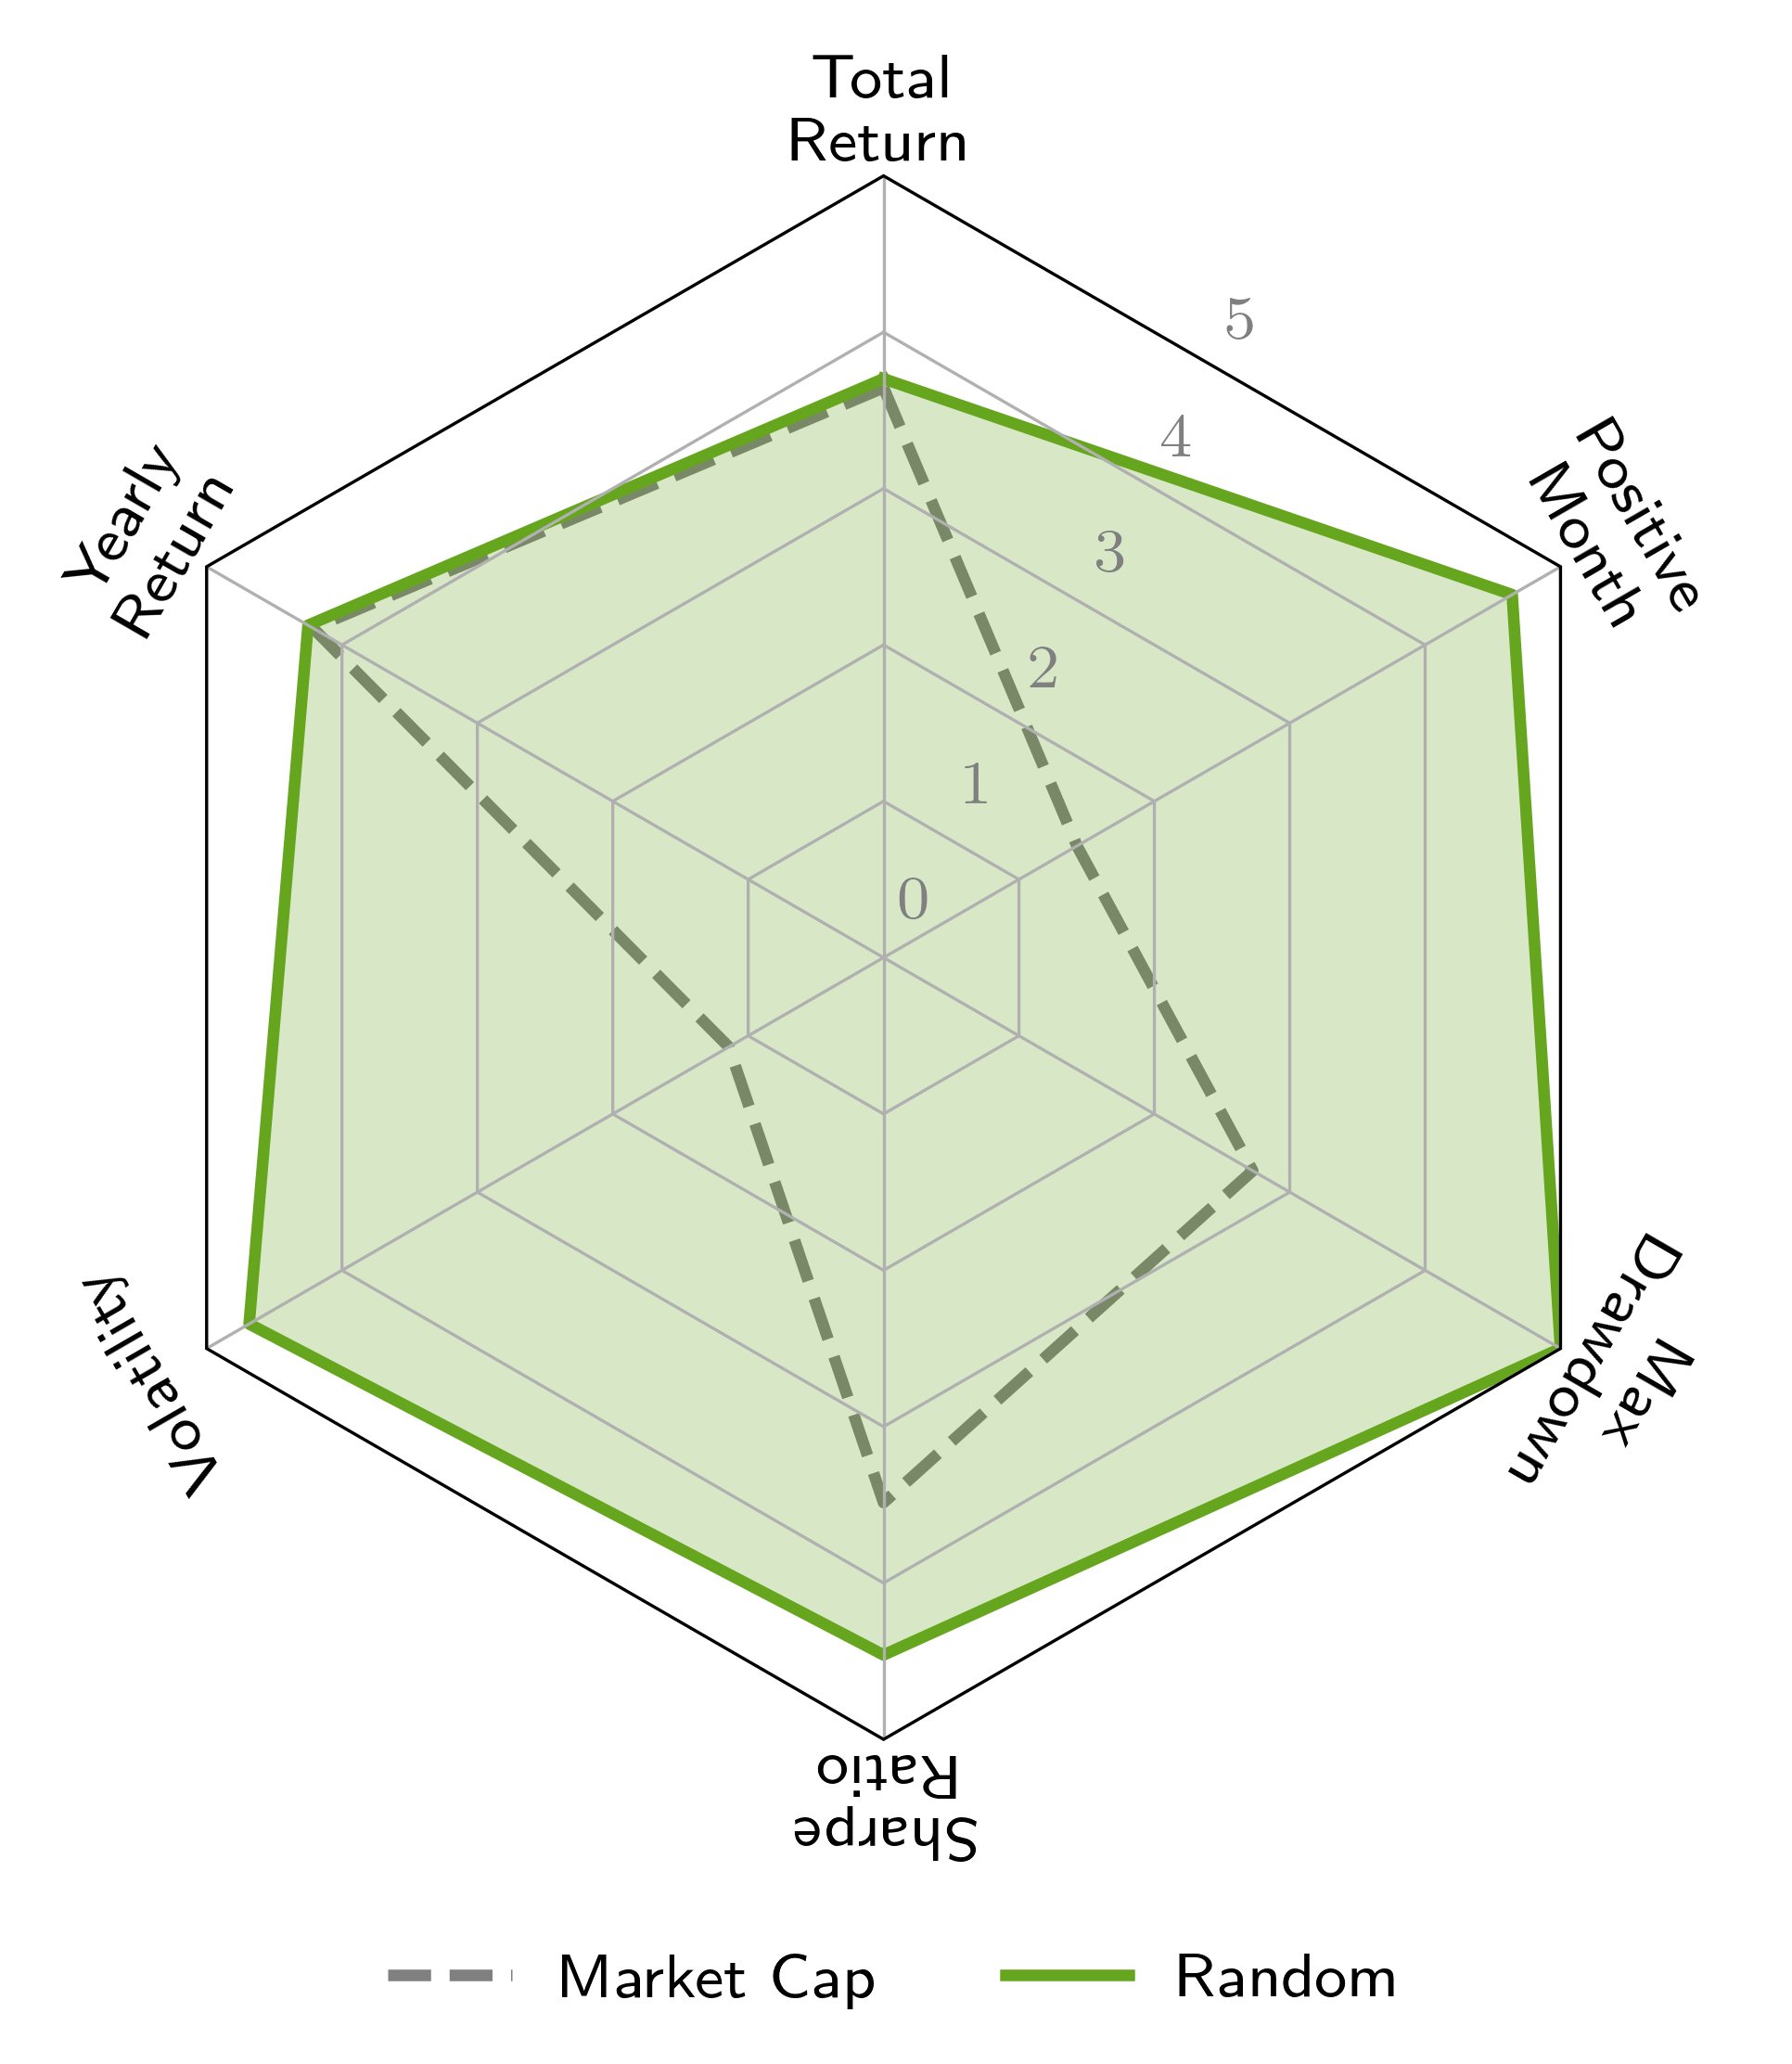 Total
Return
Positive
Month
Max
Drawdown
Sharpe
Ratio
Volatility
Yearly
Return
5
4
3
2
1
0
Market Cap
Random